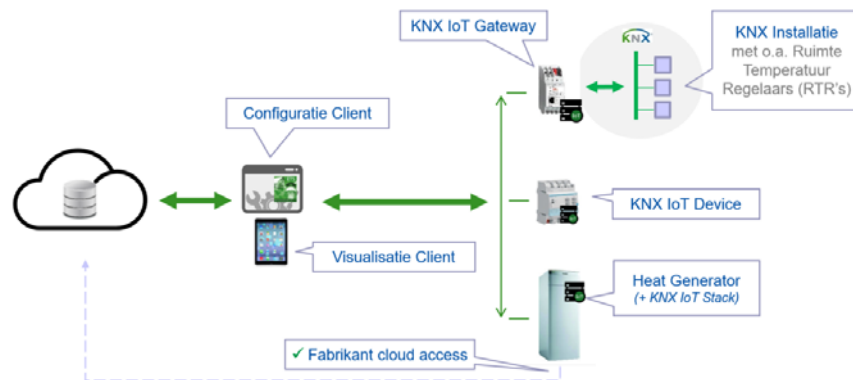 KNX IoT Gateway
KNX
KNX Installatie
met o.a. Ruimte
Temperatuur
Regelaars (RTR's)
Configuratie Client
KNX IoT Device
Visualisatie Client
Heat Generator
(+ KNX IoT Stack)
✓ Fabrikant cloud access